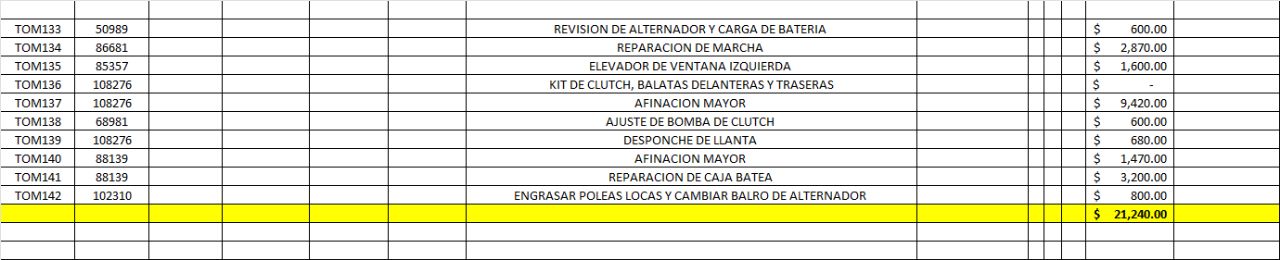 TOM133 50989 REVISION DE ALTERNADOR Y CARGA DE BATERIA $ 600.00
TOM134 86681 REPARACION DE MARCHA $ 2,870.00
TOM135 85357 ELEVADOR DE VENTANA IZQUIERDA $ 1,600.00
TOM136 108276 KIT DE CLUTCH, BALATAS DELANTERAS Y TRASERAS $ -
TOM137 108276 AFINACION MAYOR $ 9,420.00
TOM138 68981 AJUSTE DE BOMBA DE CLUTCH $ 600.00
TOM139 108276 DESPONCHE DE LLANTA $ 680.00
TOM140 88139 AFINACION MAYOR $ 1,470.00
TOM141 88139 REPARACION DE CAJA BATEA $ 3,200.00
TOM142 102310 ENGRASAR POLEAS LOCAS Y CAMBIAR BALRO DE ALTERNADOR $ 800.00
$ 21,240.00